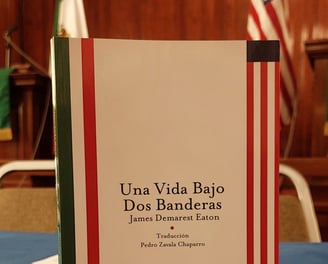 Una Vida Bajo
Dos Banderas
James Demarest Eaton
Traducción
Pedro Zavala Chaparro